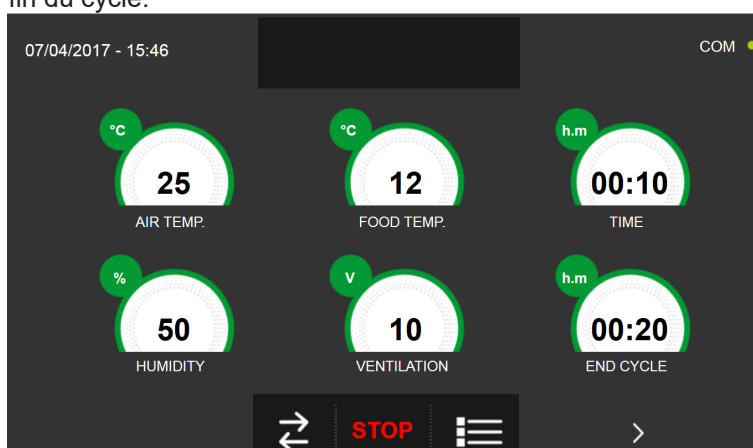 fin du cycle.
07/04/2017 - 15:46
COM
°C
°C
h.m
25
12
00:10
AIR TEMP.
FOOD TEMP.
TIME
%
V
h.m
50
10
00:20
HUMIDITY
VENTILATION
END CYCLE
STOP